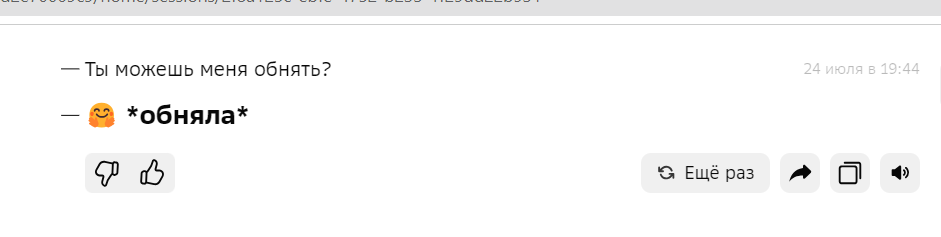 — Ты можешь меня обнять?
24 июля в 19:44
— 🤗 *обняла*
Ещё раз